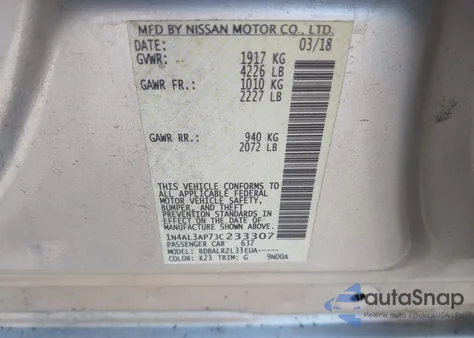 MFD BY NISSAN MOTOR CO., LTD.
DATE: 03/18
GVWR: 1917 KG
4226 LB
GAWR FR.: 1010 KG
2227 LB
GAWR RR.: 940 KG
2072 LB
THIS VEHICLE CONFORMS TO ALL
APPLICABLE FEDERAL
MOTOR VEHICLE SAFETY,
BUMPER, AND THEFT
PREVENTION STANDARDS IN
EFFECT ON THE DATE OF
MANUFACTURE SHOWN ABOVE.
1N4AL3AP7JC233307
PASSENGER CAR 637
MODEL: BDBALRZL33EUA-----
COLOR: K23 TRIM: G 9N00A
autoSnap